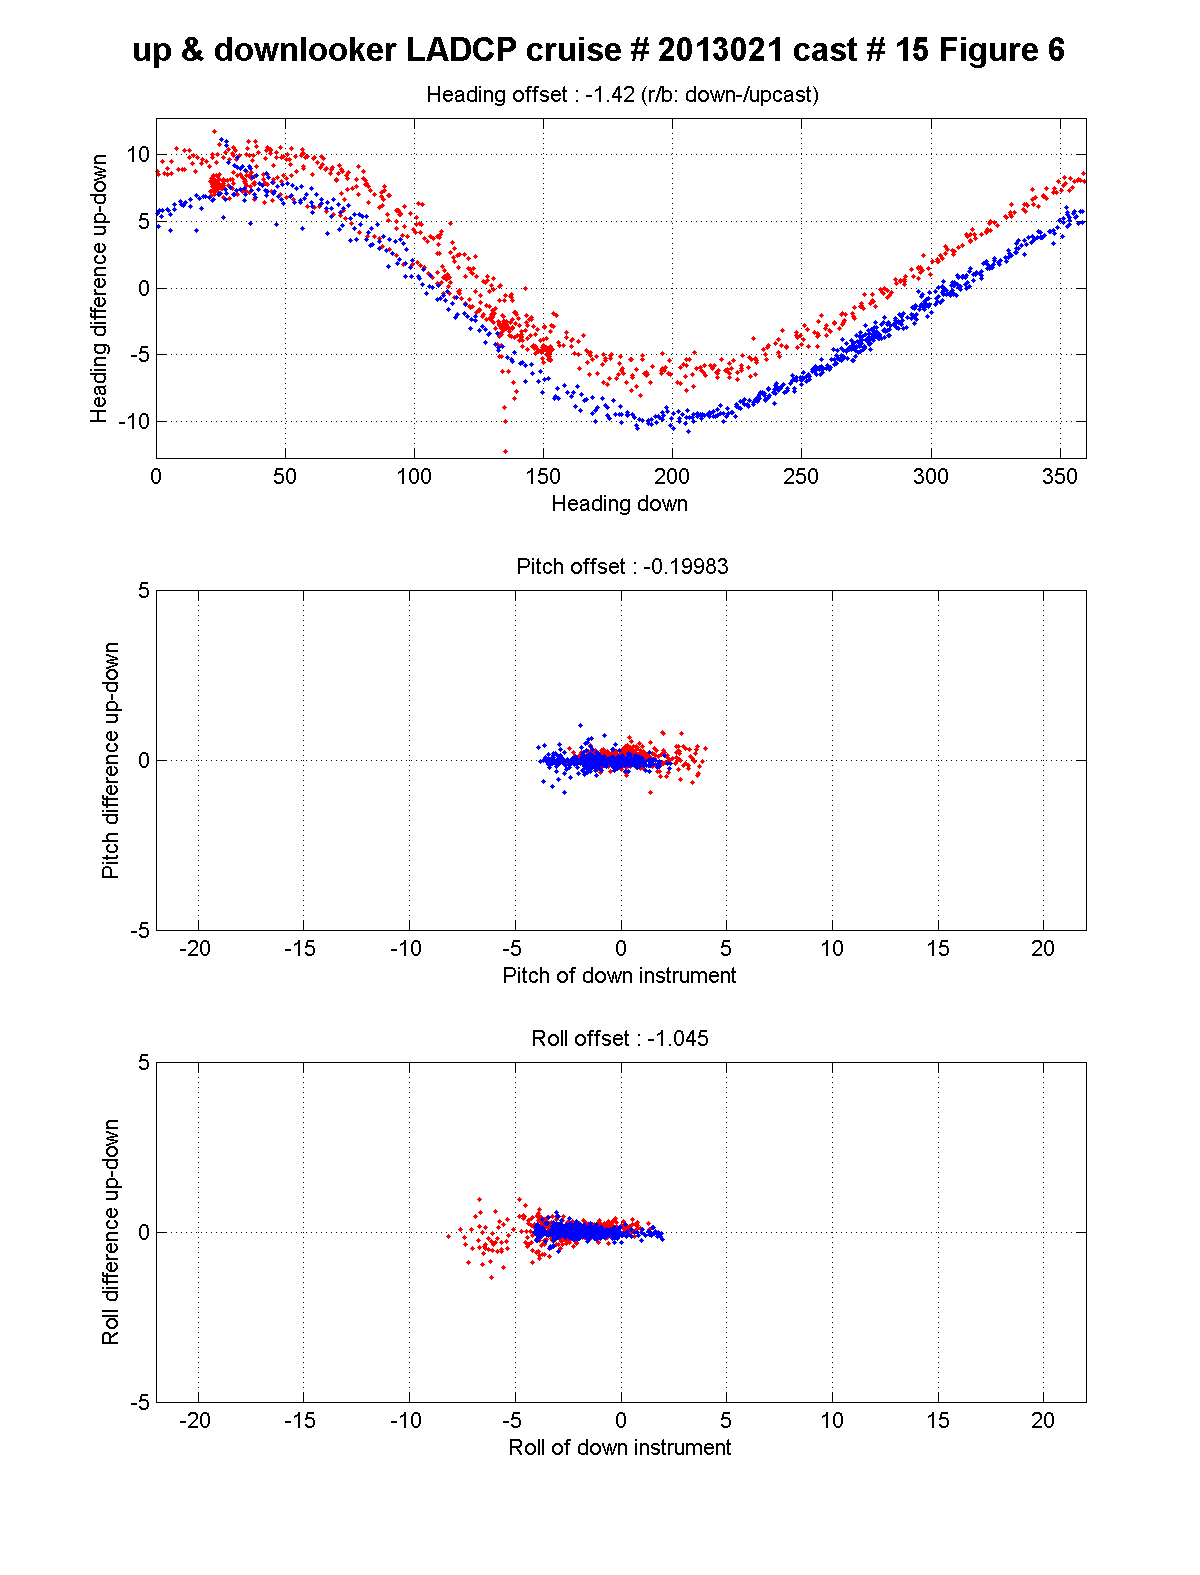 up & downlooker LADCP cruise # 2013021 cast # 15 Figure 6
Heading offset : -1.42 (r/b: down-/upcast)
Heading difference up-down
10
5
0
-5
-10
0 50 100 150 200 250 300 350
Heading down
Pitch offset : -0.19983
Pitch difference up-down
5
0
-5
-20 -15 -10 -5 0 5 10 15 20
Pitch of down instrument
Roll offset : -1.045
Roll difference up-down
5
0
-5
-20 -15 -10 -5 0 5 10 15 20
Roll of down instrument